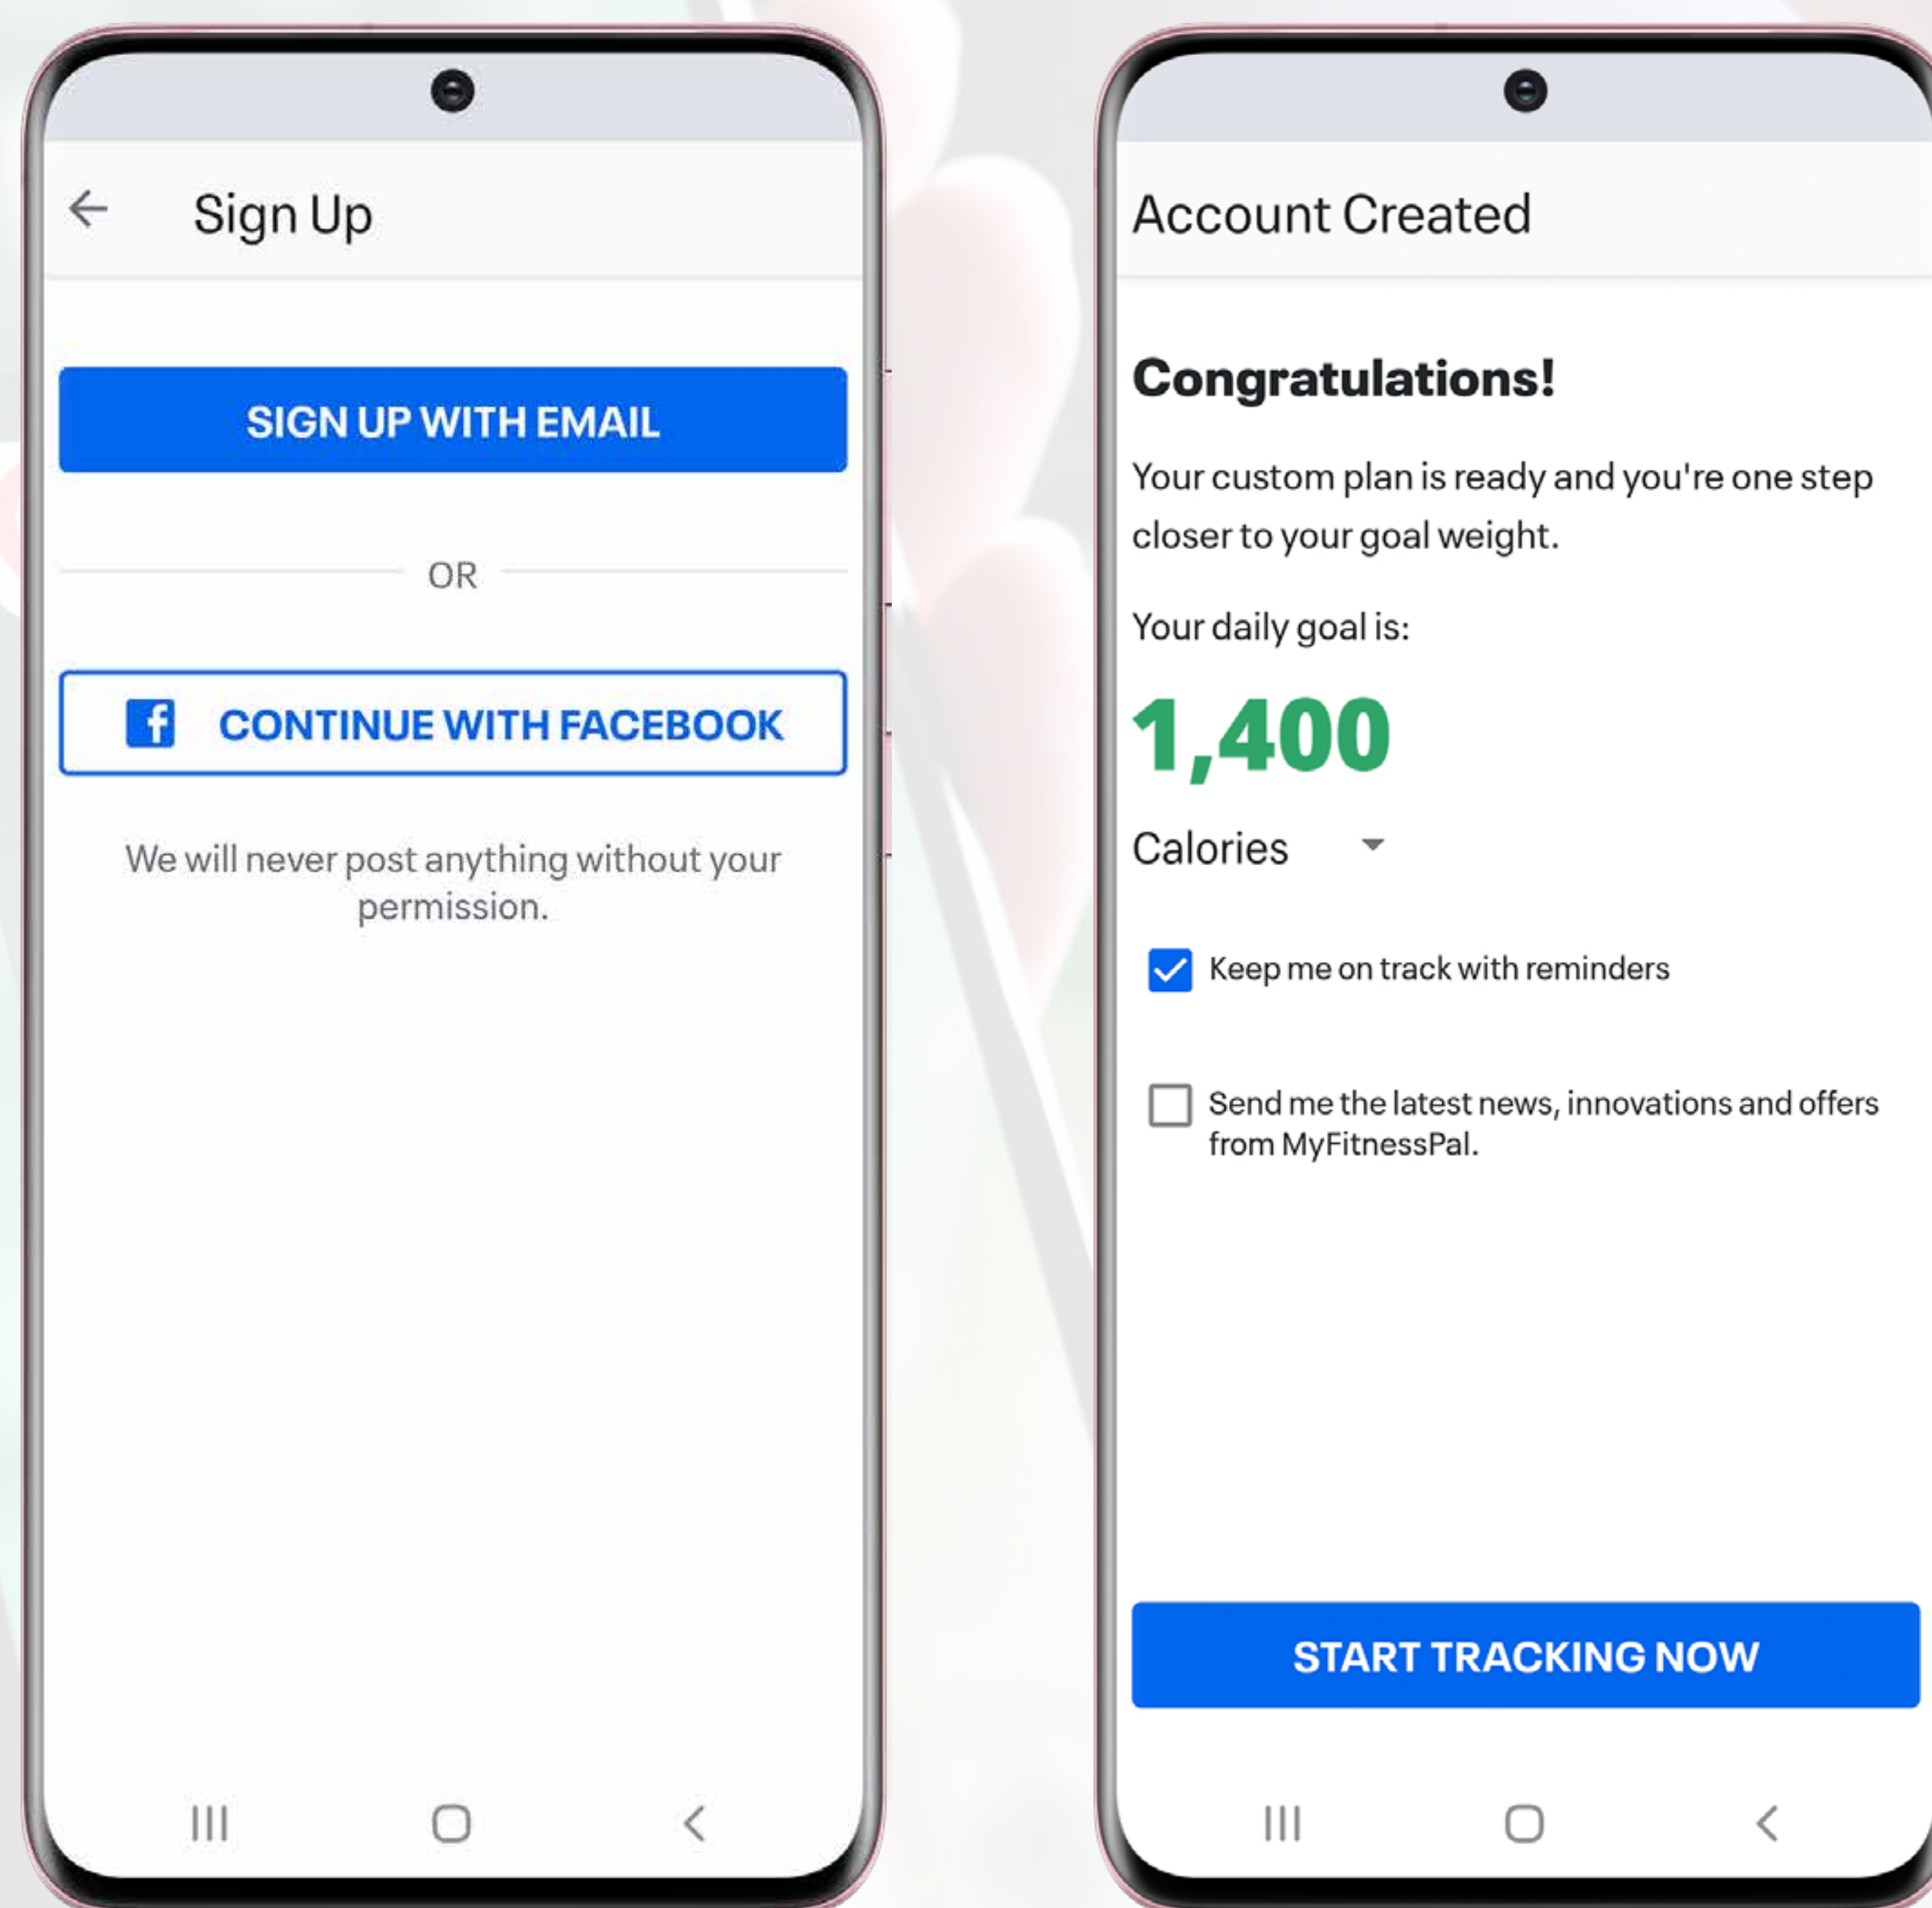 Sign Up
SIGN UP WITH EMAIL
OR
CONTINUE WITH FACEBOOK
We will never post anything without your
permission.
Account Created
Congratulations!
Your custom plan is ready and you're one step
closer to your goal weight.
Your daily goal is:
1,400
Calories
Keep me on track with reminders
Send me the latest news, innovations and offers
from MyFitnessPal.
START TRACKING NOW